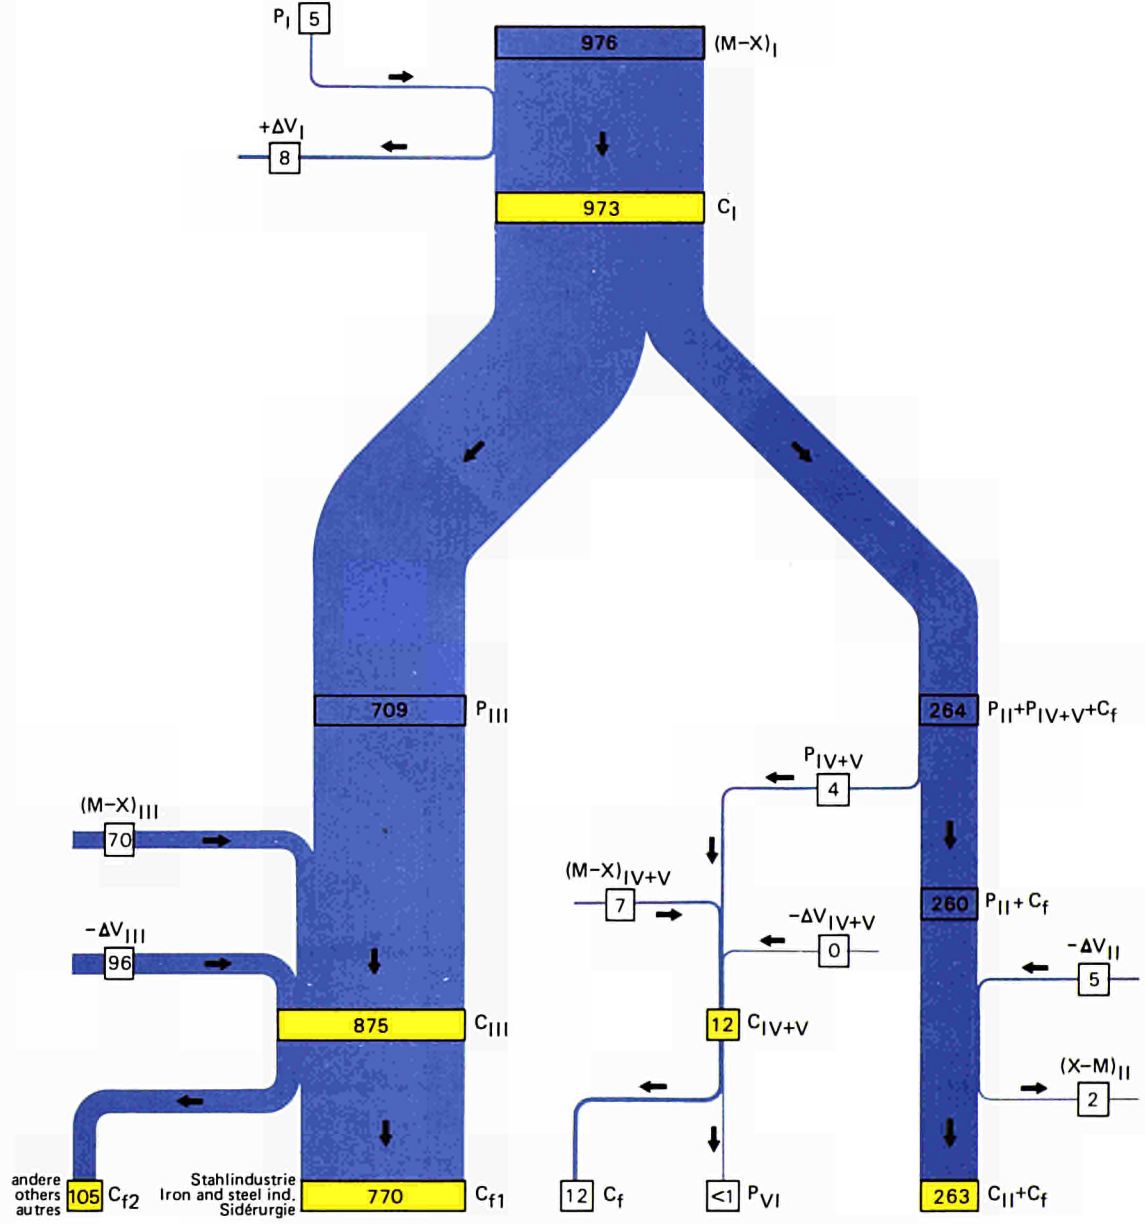 P_I 5
976 (M–X)_I
+ΔV_I
8
973 C_I
709 P_III
264 P_II+P_IV+V+C_f
P_IV+V
4
(M–X)_III
70
(M–X)_IV+V
7
260 P_II+C_f
–ΔV_IV+V
0
–ΔV_III
96
–ΔV_II
5
875 C_III
12 C_IV+V
(X–M)_II
2
andere
others
autres
105 C_f2
Stahlindustrie
Iron and steel ind.
Sidérurgie
770 C_f1
12 C_f
<1 P_VI
263 C_II+C_f